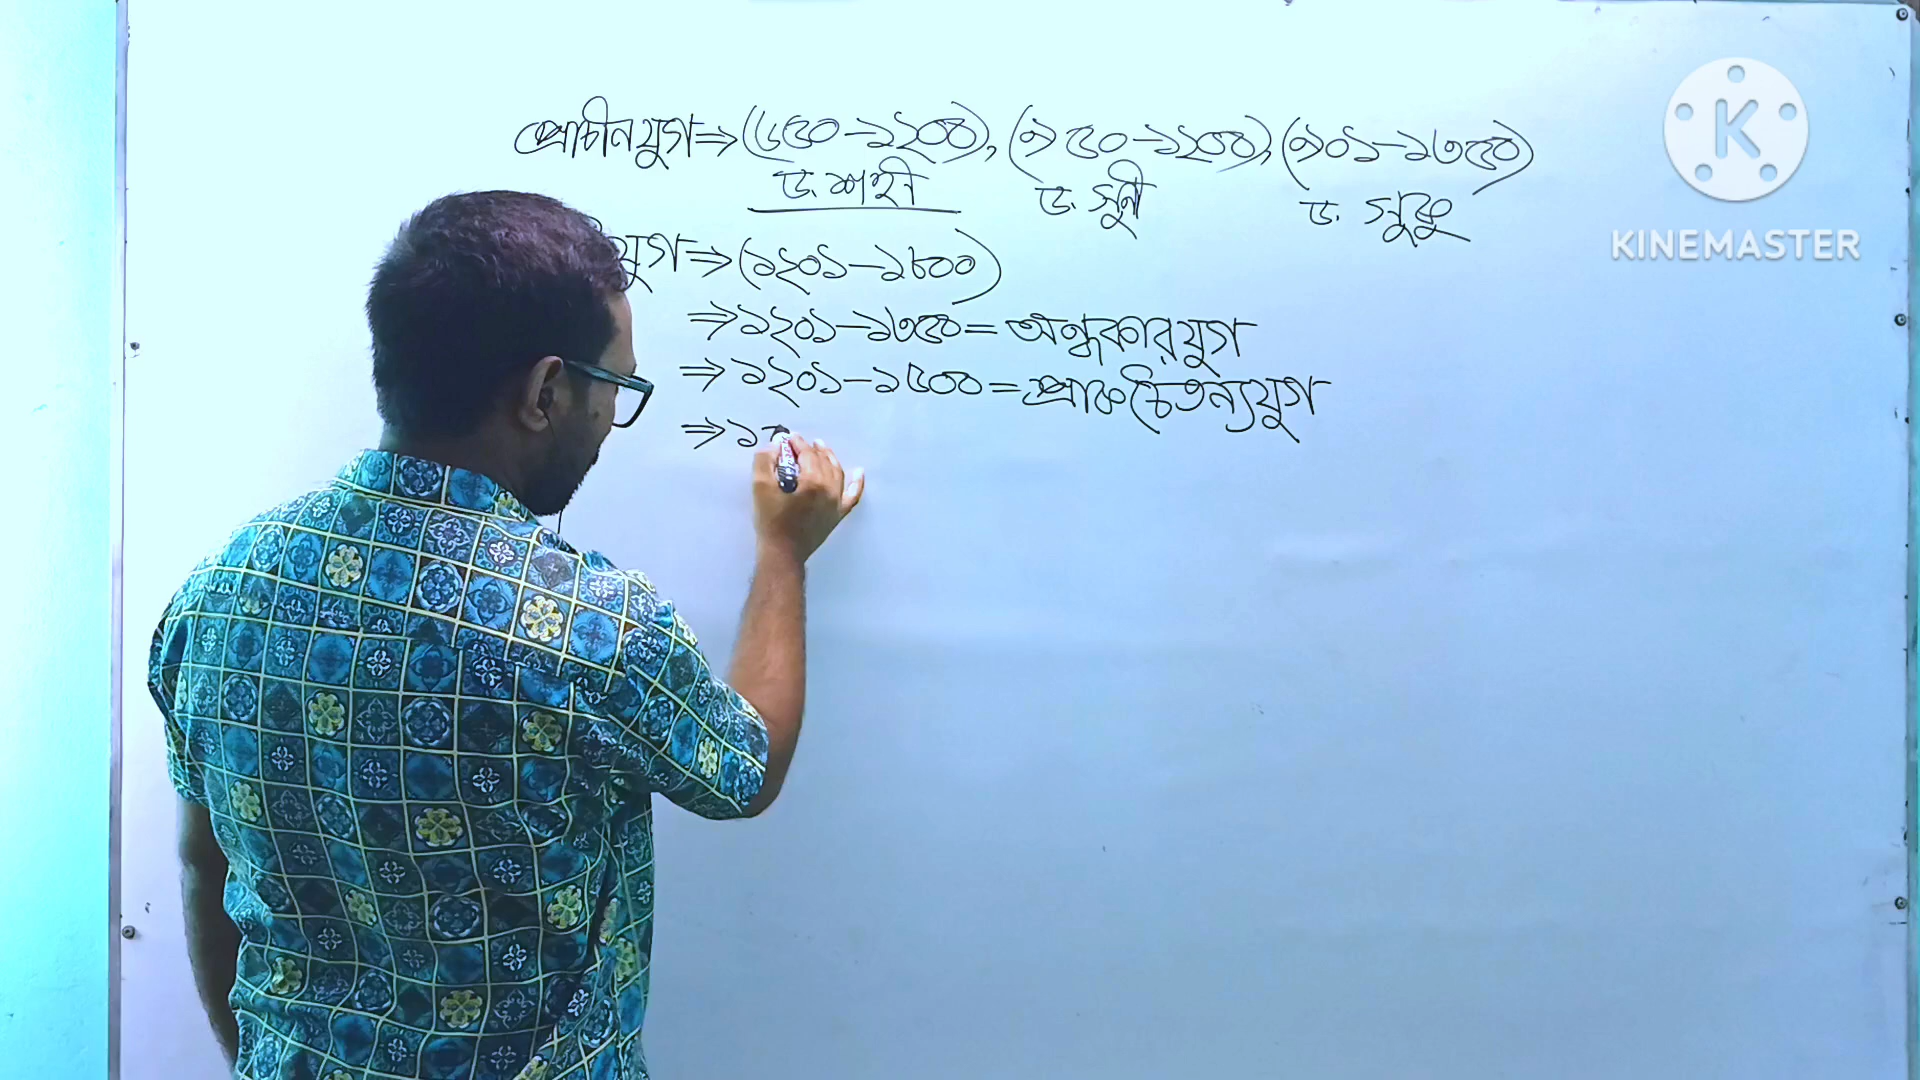 প্রাচীনযুগ ⇒ (৬৫০-১২০০), (৯৫০-১২০০), (৯০১-১৩৫০)
ড. শহী ড. সুনী ড. সুকু
যুগ ⇒ (১২০১-১৮০০)
⇒ ১২০১-১৩৫০ = অন্ধকারযুগ
⇒ ১২০১-১৫০০ = প্রাকচৈতন্যযুগ
⇒ ১
K
KINEMASTER